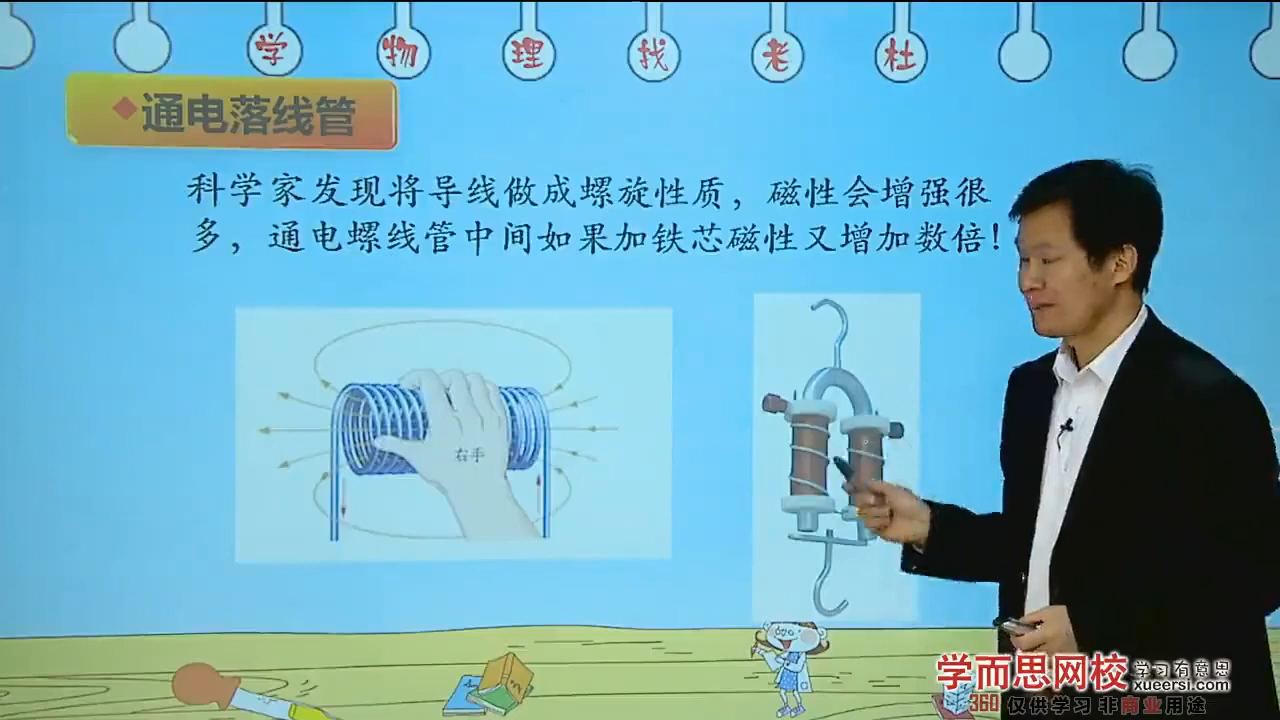 学物理找老杜
通电落线管
科学家发现将导线做成螺旋性质，磁性会增强很
多，通电螺线管中间如果加铁芯磁性又增加数倍！
右手
学而思网校 学习有意思
xueersi.com
360 仅供学习 非商业用途